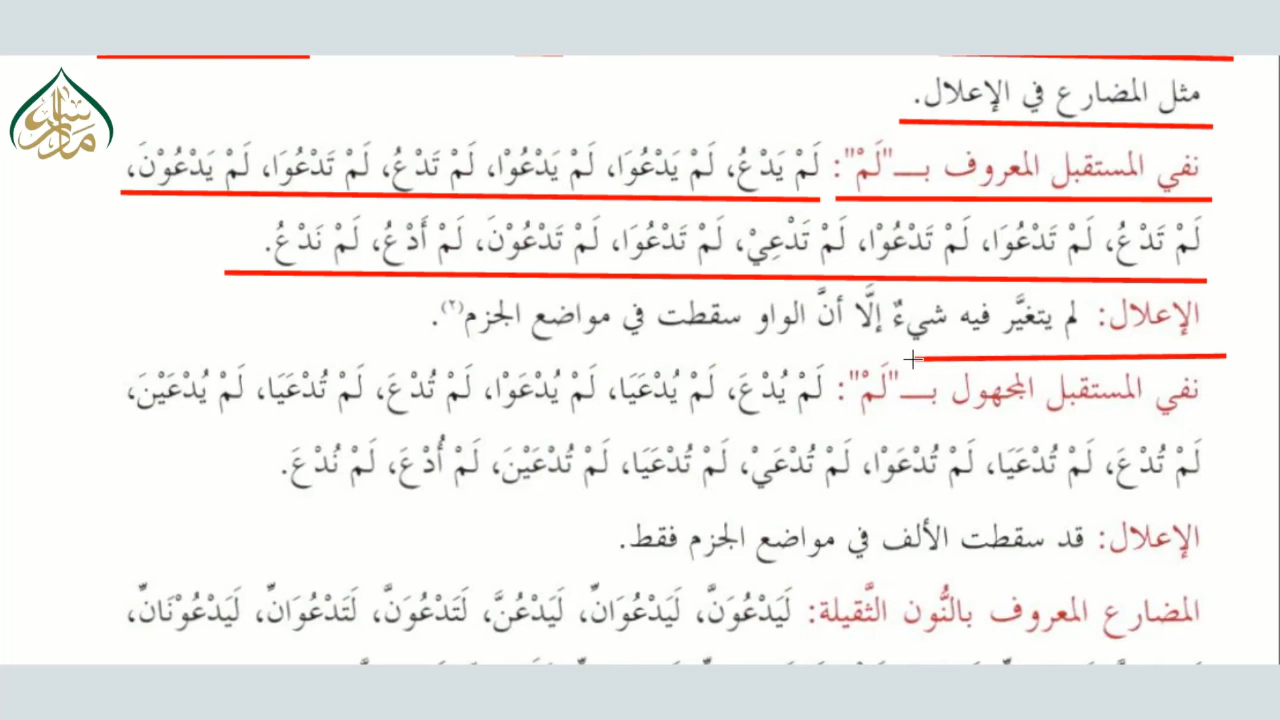 مثل المضارع في الإعلال.
نفي المستقبل المعروف بـــ"لَمْ": لَمْ يَدْعُ، لَمْ يَدْعُوَا، لَمْ يَدْعُوْا، لَمْ تَدْعُ، لَمْ تَدْعُوَا، لَمْ يَدْعُوْنَ،
لَمْ تَدْعُ، لَمْ تَدْعُوَا، لَمْ تَدْعُوْا، لَمْ تَدْعِيْ، لَمْ تَدْعُوَا، لَمْ تَدْعُوْنَ، لَمْ أَدْعُ، لَمْ نَدْعُ.
الإعلال: لم يتغيَّر فيه شيءٌ إلَّا أنَّ الواو سقطت في مواضع الجزم(٢).
نفي المستقبل المجهول بـــ"لَمْ": لَمْ يُدْعَ، لَمْ يُدْعَيَا، لَمْ يُدْعَوْا، لَمْ تُدْعَ، لَمْ تُدْعَيَا، لَمْ يُدْعَيْنَ،
لَمْ تُدْعَ، لَمْ تُدْعَيَا، لَمْ تُدْعَوْا، لَمْ تُدْعَيْ، لَمْ تُدْعَيَا، لَمْ تُدْعَيْنَ، لَمْ أُدْعَ، لَمْ نُدْعَ.
الإعلال: قد سقطت الألف في مواضع الجزم فقط.
المضارع المعروف بالنُّون الثَّقيلة: لَيَدْعُوَنَّ، لَيَدْعُوَانِّ، لَيَدْعُنَّ، لَتَدْعُوَنَّ، لَتَدْعُوَانِّ، لَيَدْعُوْنَانِّ،